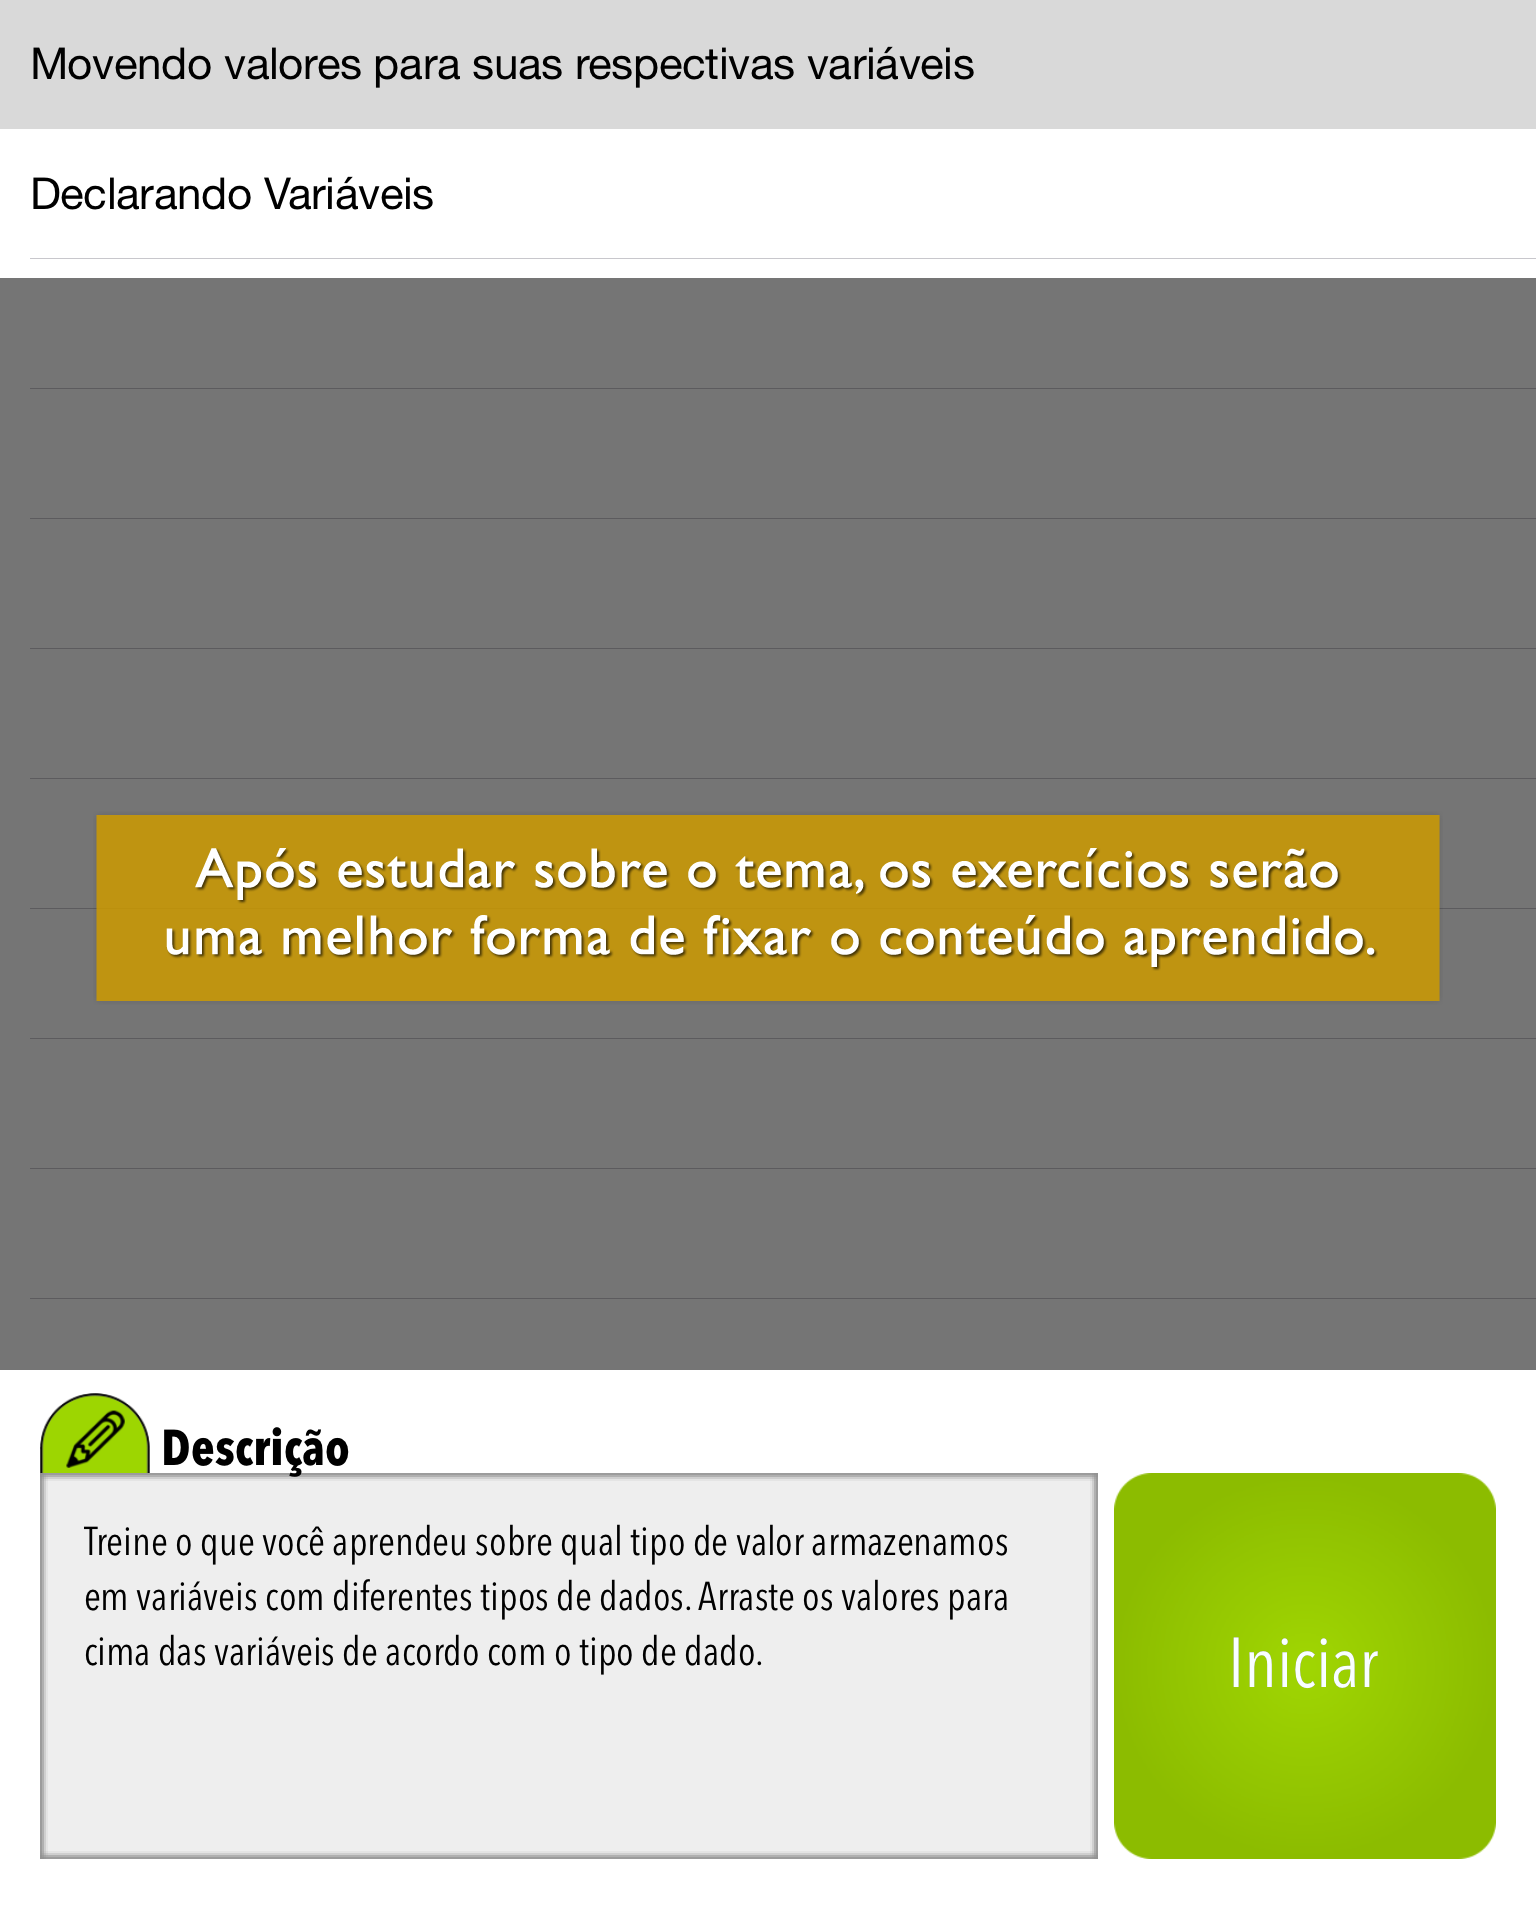 Movendo valores para suas respectivas variáveis
Declarando Variáveis
Após estudar sobre o tema, os exercícios serão
uma melhor forma de fixar o conteúdo aprendido.
Descrição
Treine o que você aprendeu sobre qual tipo de valor armazenamos
em variáveis com diferentes tipos de dados. Arraste os valores para
cima das variáveis de acordo com o tipo de dado.
Iniciar